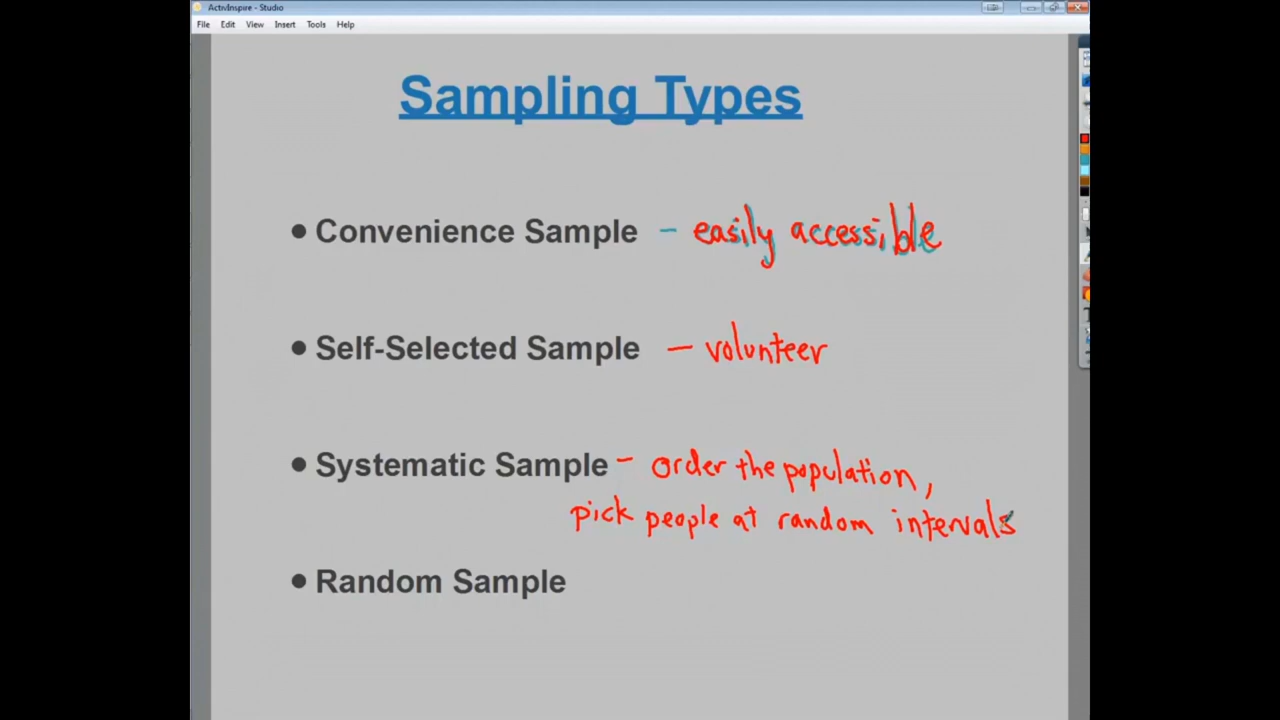 ActivInspire - Studio
File Edit View Insert Tools Help
Sampling Types
• Convenience Sample - easily accessible
• Self-Selected Sample - volunteer
• Systematic Sample - order the population,
pick people at random intervals
• Random Sample